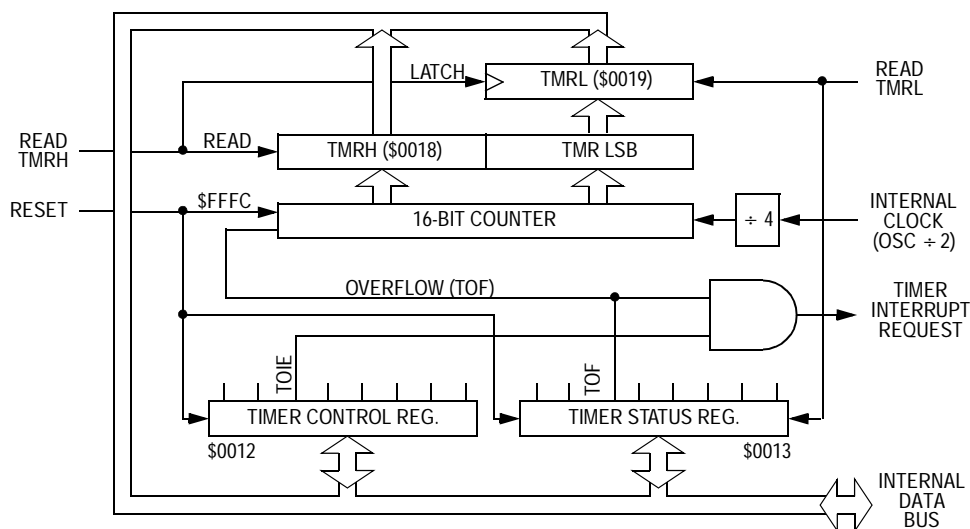 LATCH
TMRL ($0019)
READ
TMRL
READ
TMRH
READ
TMRH ($0018)
TMR LSB
RESET
$FFFC
16-BIT COUNTER
÷ 4
INTERNAL
CLOCK
(OSC ÷ 2)
OVERFLOW (TOF)
TIMER
INTERRUPT
REQUEST
TOIE
TOF
TIMER CONTROL REG.
TIMER STATUS REG.
$0012
$0013
INTERNAL
DATA
BUS